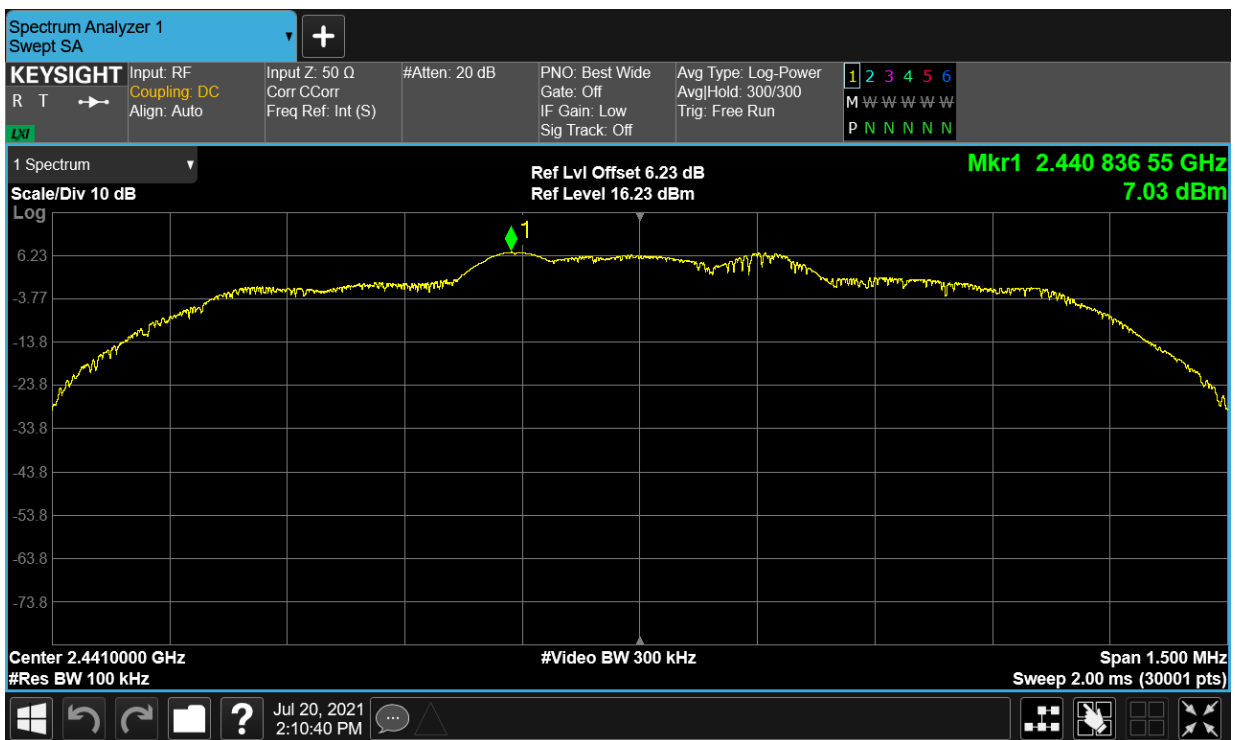 Spectrum Analyzer 1
Swept SA
KEYSIGHT
R T
LXI
Input: RF
Coupling: DC
Align: Auto
Input Z: 50 Ω
Corr CCorr
Freq Ref: Int (S)
#Atten: 20 dB
PNO: Best Wide
Gate: Off
IF Gain: Low
Sig Track: Off
Avg Type: Log-Power
Avg|Hold: 300/300
Trig: Free Run
1 2 3 4 5 6
M W W W W W
P N N N N N
1 Spectrum
Scale/Div 10 dB
Log
Ref Lvl Offset 6.23 dB
Ref Level 16.23 dBm
Mkr1 2.440 836 55 GHz
7.03 dBm
1
6.23
-3.77
-13.8
-23.8
-33.8
-43.8
-53.8
-63.8
-73.8
Center 2.4410000 GHz
#Res BW 100 kHz
#Video BW 300 kHz
Span 1.500 MHz
Sweep 2.00 ms (30001 pts)
?
Jul 20, 2021
2:10:40 PM